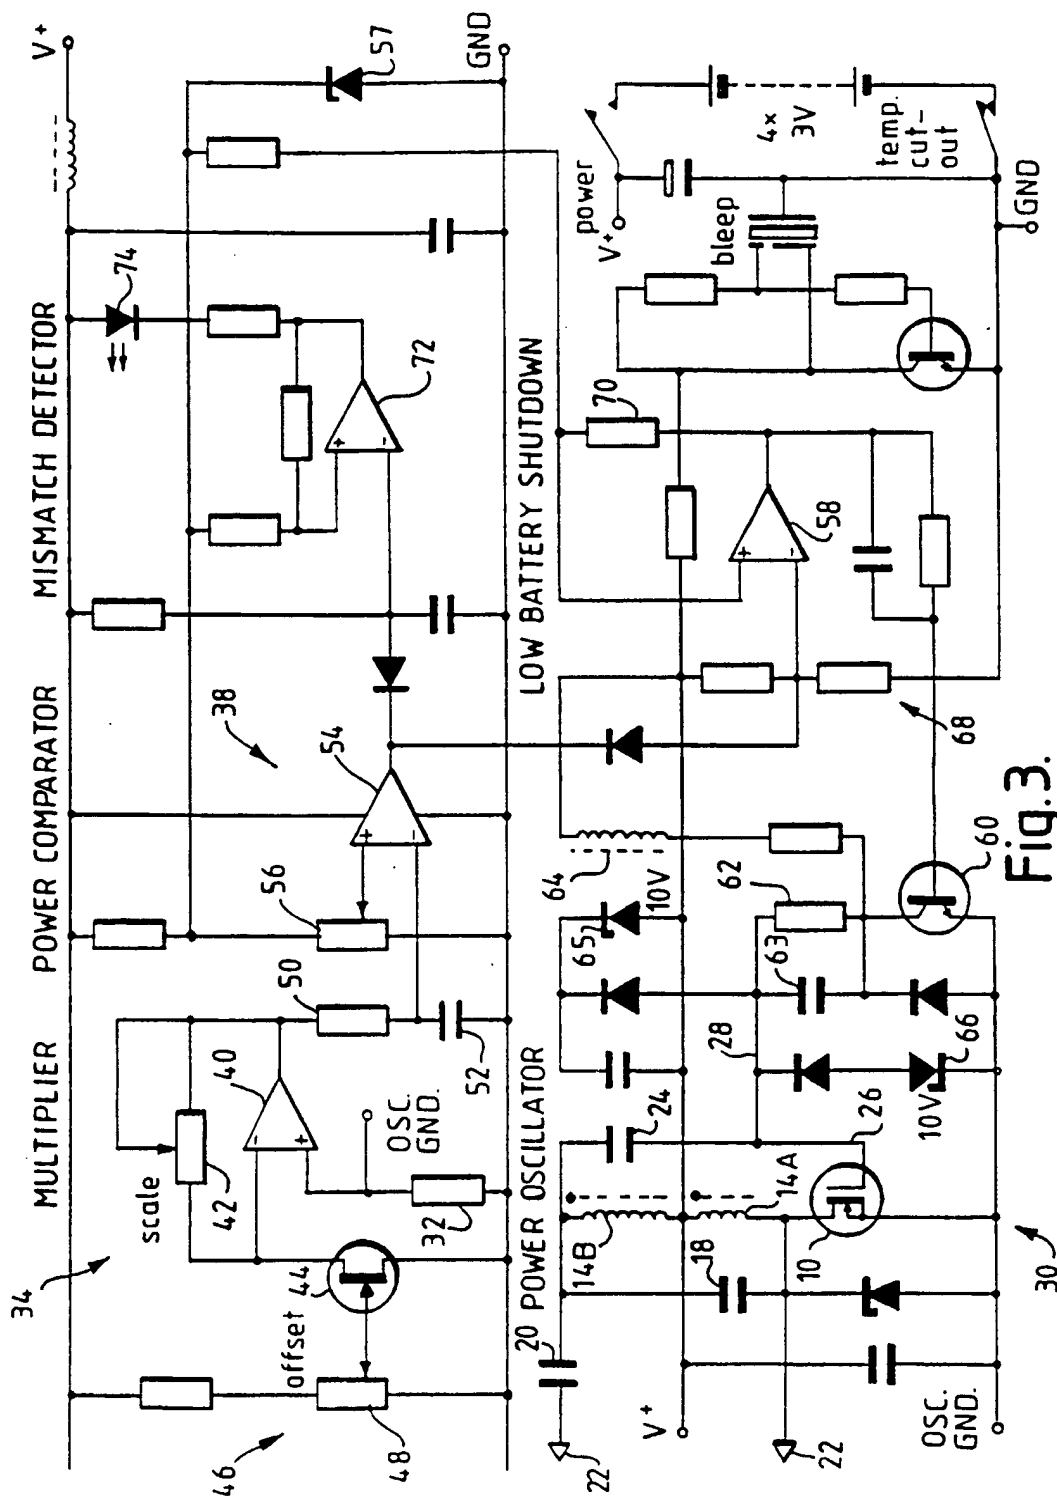 V+
GND
57
74
MISMATCH DETECTOR
+
-
72
POWER COMPARATOR
38
54
+
-
56
MULTIPLIER
50
52
40
-
+
OSC.
GND.
scale
42
32
34
44
offset
46
48
LOW BATTERY SHUTDOWN
power
V+
4x
3V
temp.
cut-
out
GND
bleep
70
58
+
-
68
POWER OSCILLATOR
64
10V
65
62
63
60
28
66
10V
24
26
14A
14B
18
10
20
22
22
V+
OSC.
GND.
30
Fig.3.